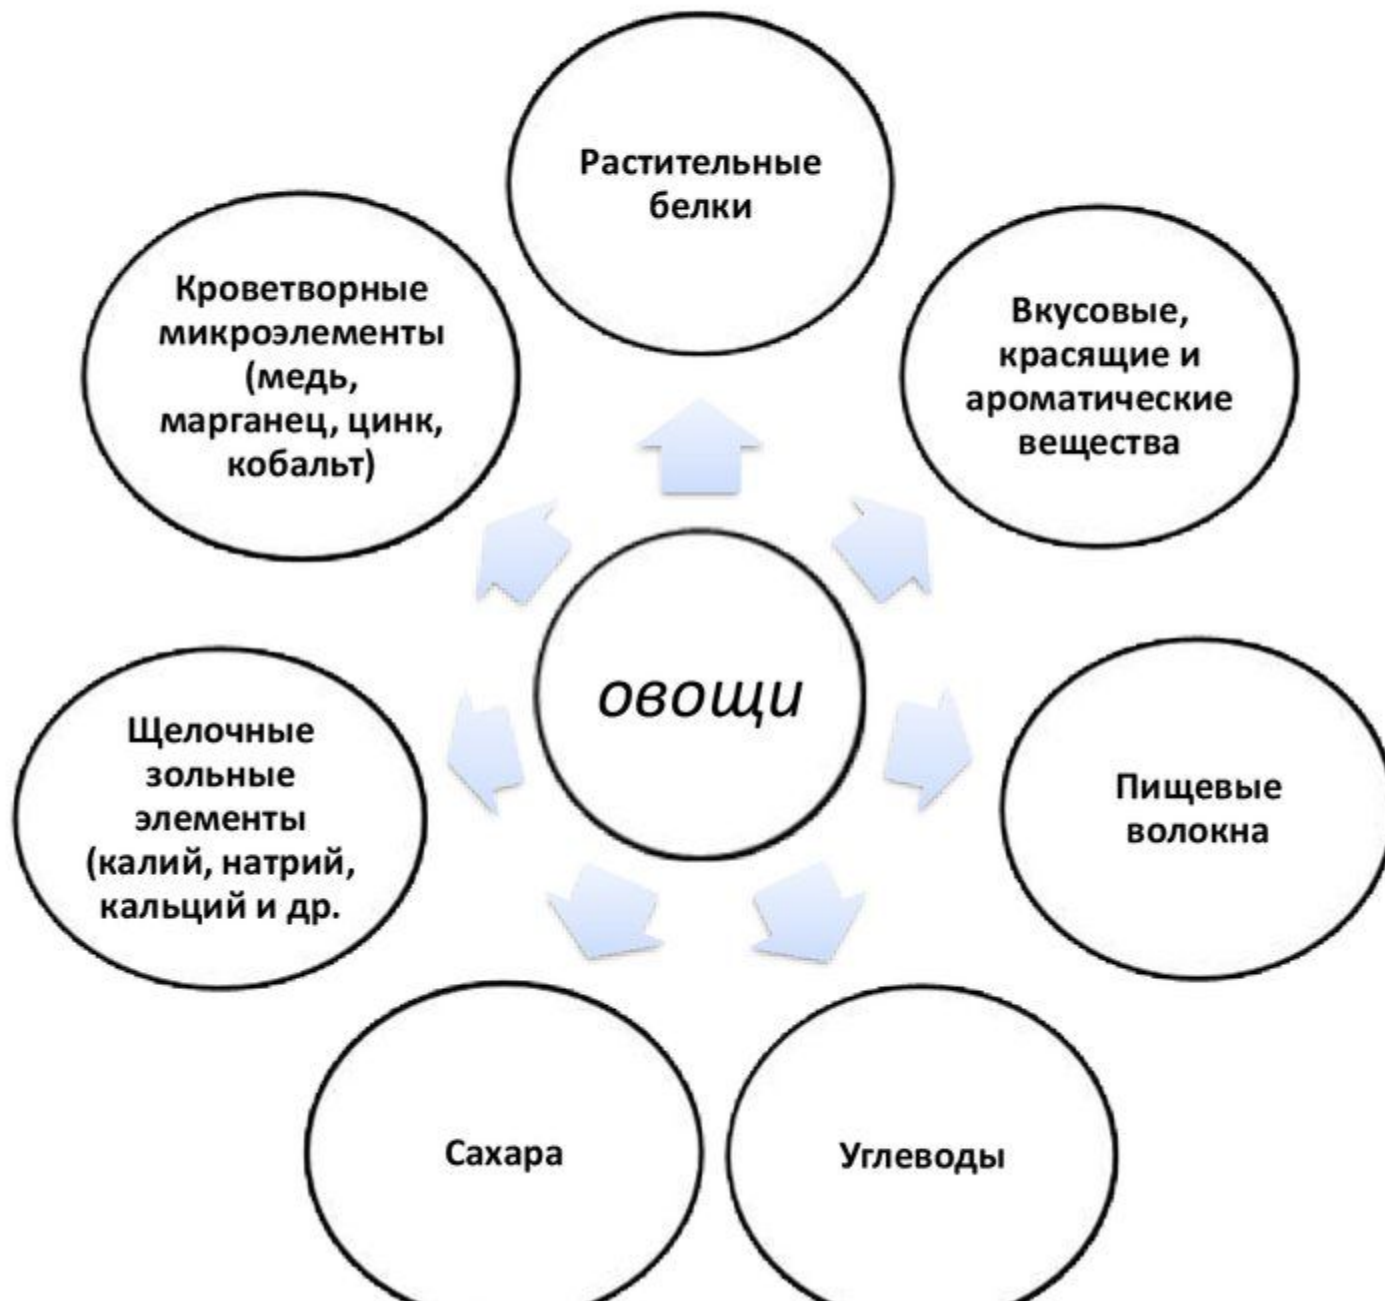 Растительные
белки
Вкусовые,
красящие и
ароматические
вещества
Пищевые
волокна
Углеводы
Сахара
Щелочные
зольные
элементы
(калий, натрий,
кальций и др.
Кроветворные
микроэлементы
(медь,
марганец, цинк,
кобальт)
овощи